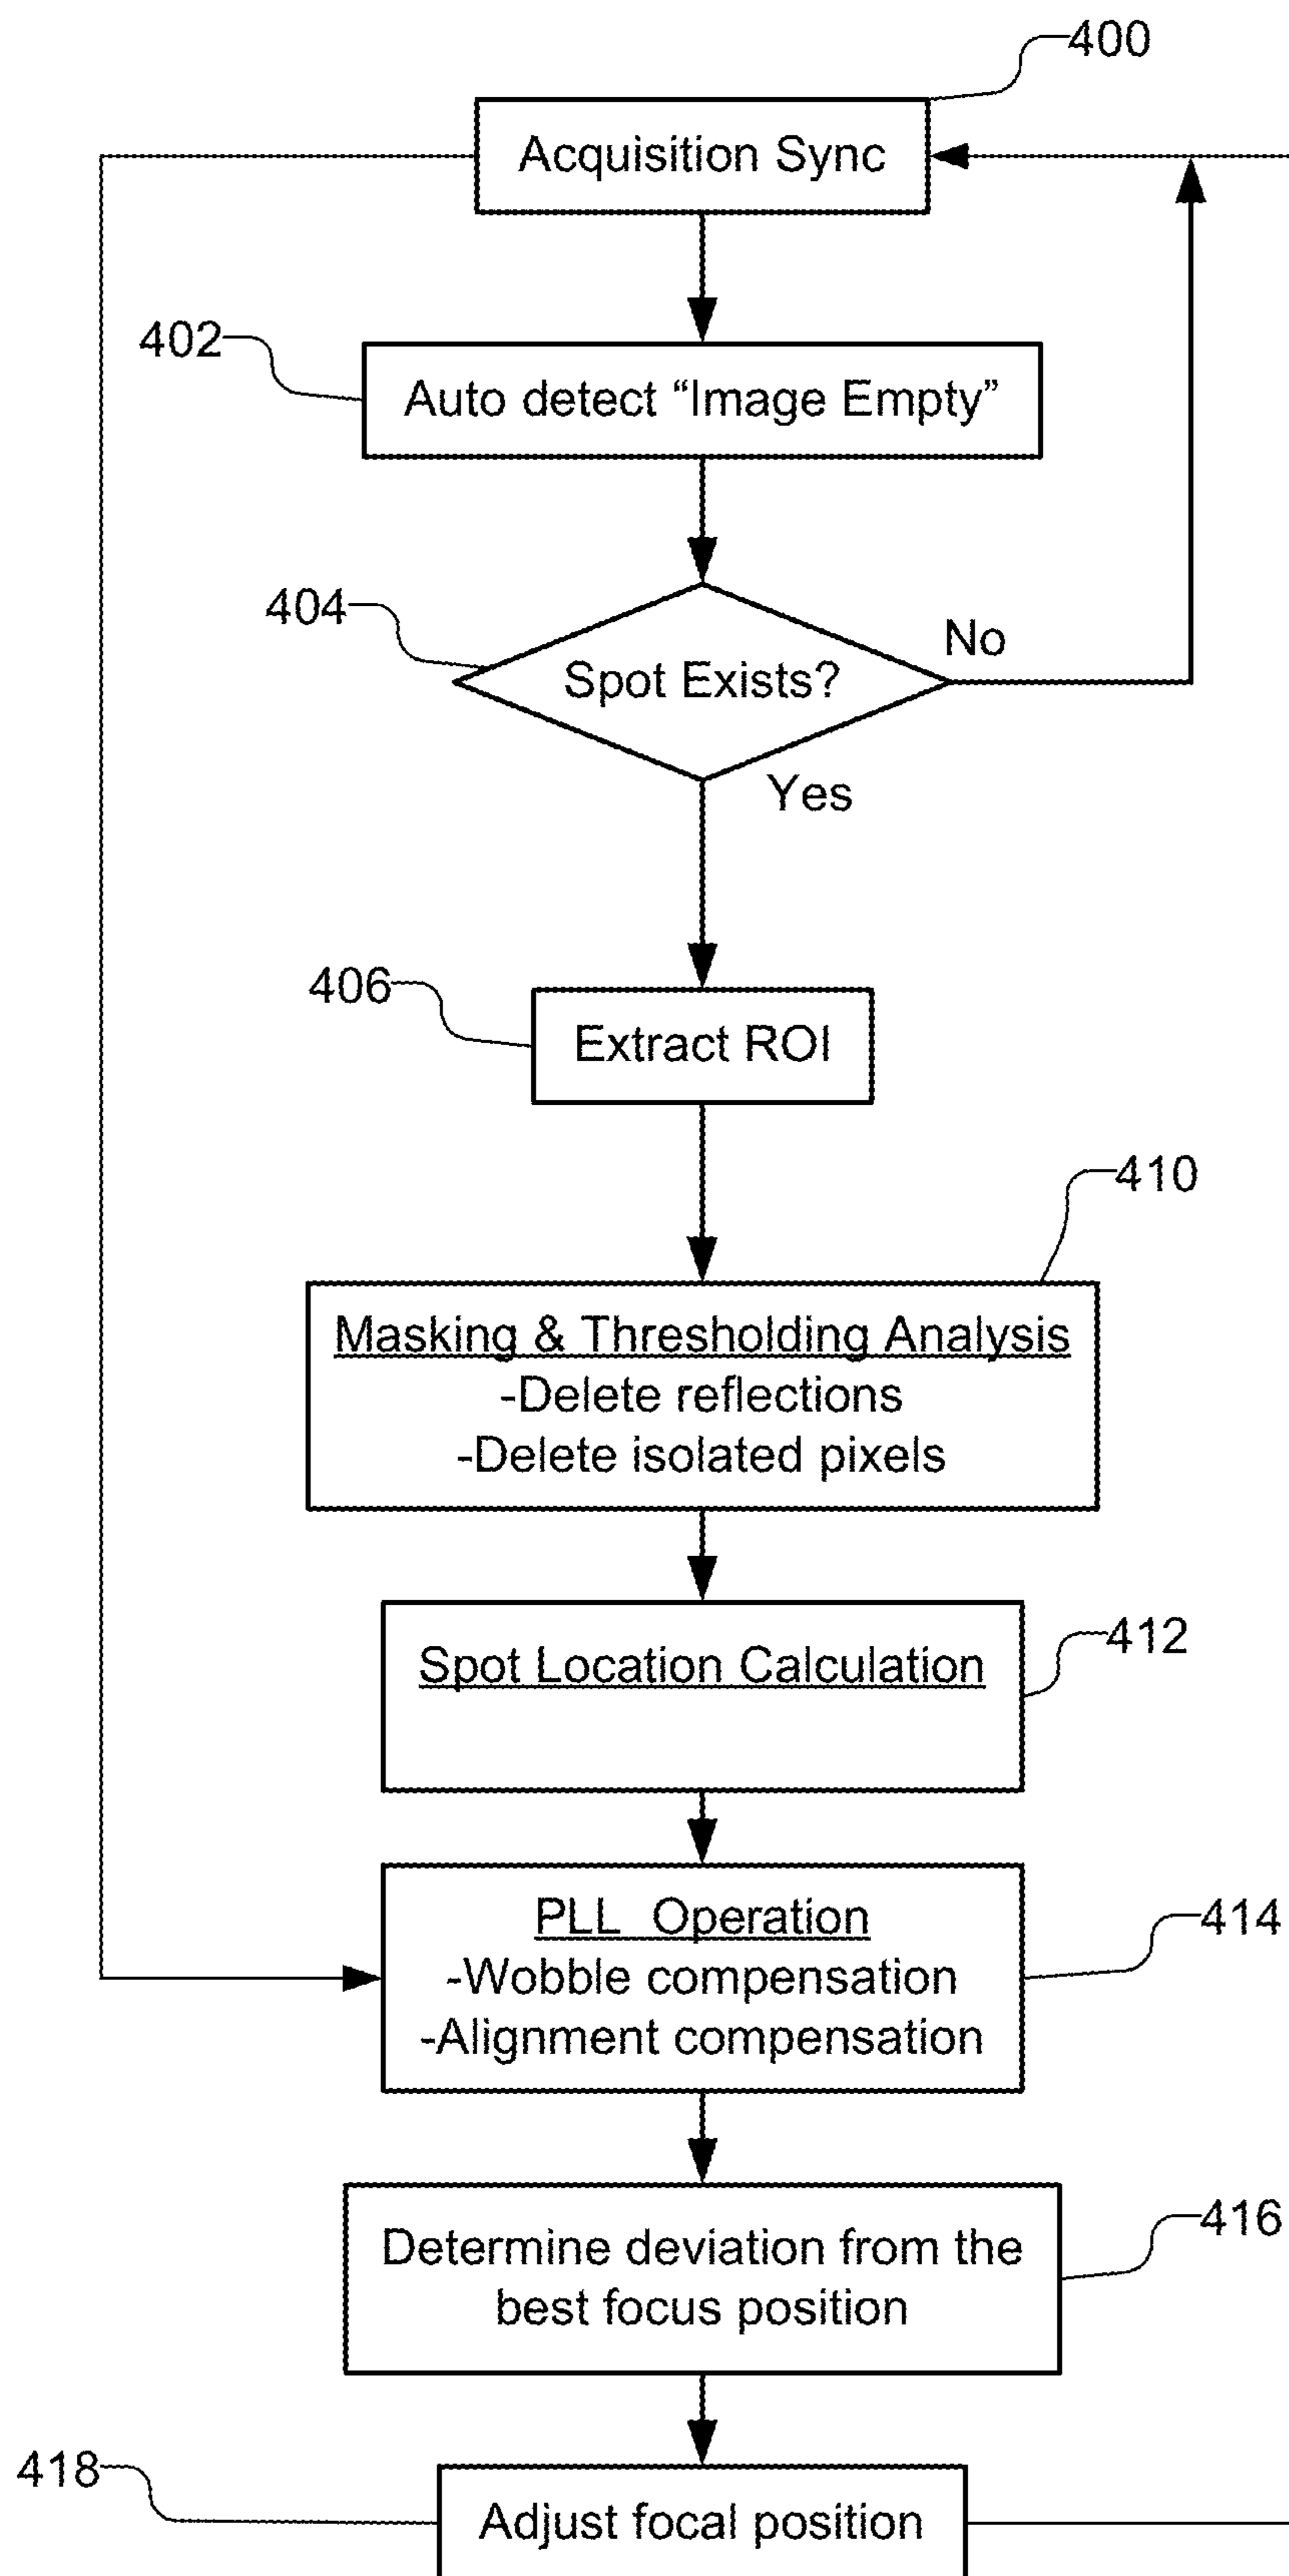 400
Acquisition Sync
402
Auto detect “Image Empty”
404
Spot Exists?
No
Yes
406
Extract ROI
410
Masking & Thresholding Analysis
-Delete reflections
-Delete isolated pixels
Spot Location Calculation
412
PLL Operation
-Wobble compensation
-Alignment compensation
414
Determine deviation from the
best focus position
416
418
Adjust focal position